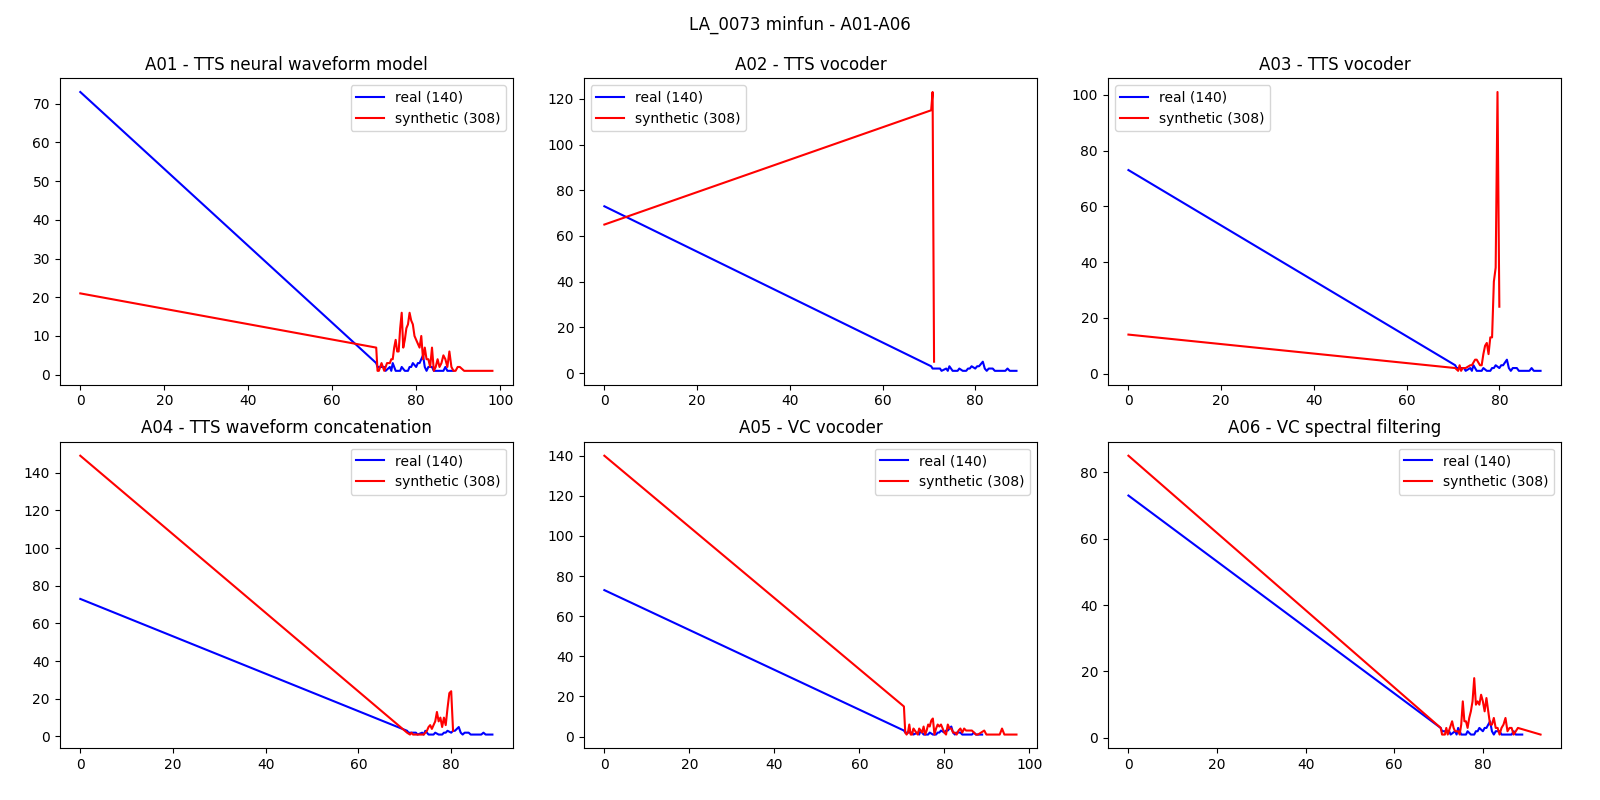 LA_0073 minfun - A01-A06
A01 - TTS neural waveform model
real (140)
synthetic (308)
70
60
50
40
30
20
10
0
0 20 40 60 80 100
A02 - TTS vocoder
real (140)
synthetic (308)
120
100
80
60
40
20
0
0 20 40 60 80
A03 - TTS vocoder
real (140)
synthetic (308)
100
80
60
40
20
0
0 20 40 60 80
A04 - TTS waveform concatenation
real (140)
synthetic (308)
140
120
100
80
60
40
20
0
0 20 40 60 80
A05 - VC vocoder
real (140)
synthetic (308)
140
120
100
80
60
40
20
0
0 20 40 60 80 100
A06 - VC spectral filtering
real (140)
synthetic (308)
80
60
40
20
0
0 20 40 60 80